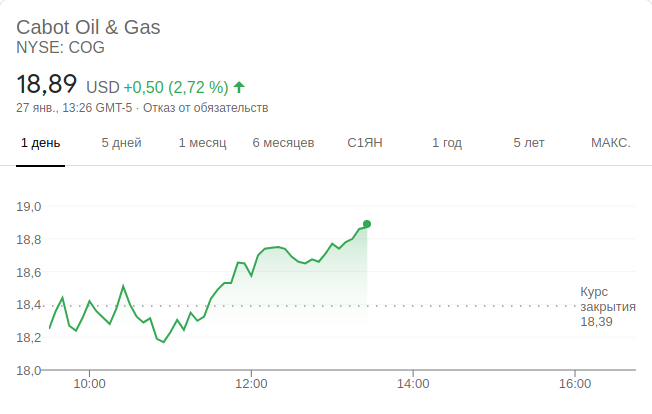 Cabot Oil & Gas
NYSE: COG
18,89 USD +0,50 (2,72 %)
27 янв., 13:26 GMT-5 · Отказ от обязательств
1 день 5 дней 1 месяц 6 месяцев С1ЯН 1 год 5 лет МАКС.
19,0
18,8
18,6
18,4
18,2
18,0
Курс
закрытия
18,39
10:00 12:00 14:00 16:00